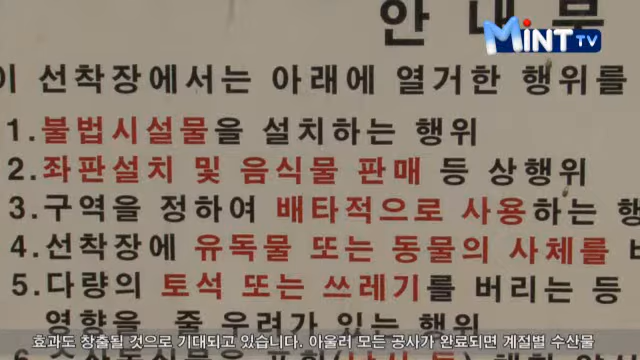 안 내 문
MiNT TV
이 선착장에서는 아래에 열거한 행위를
1.불법시설물을 설치하는 행위
2.좌판설치 및 음식물 판매 등 상행위
3.구역을 정하여 배타적으로 사용하는 행
4.선착장에 유독물 또는 동물의 사체를 버
5.다량의 토석 또는 쓰레기를 버리는 등
영향을 줄 우려가 있는 행위
효과도 창출될 것으로 기대되고 있습니다. 아울러 모든 공사가 완료되면 계절별 수산물